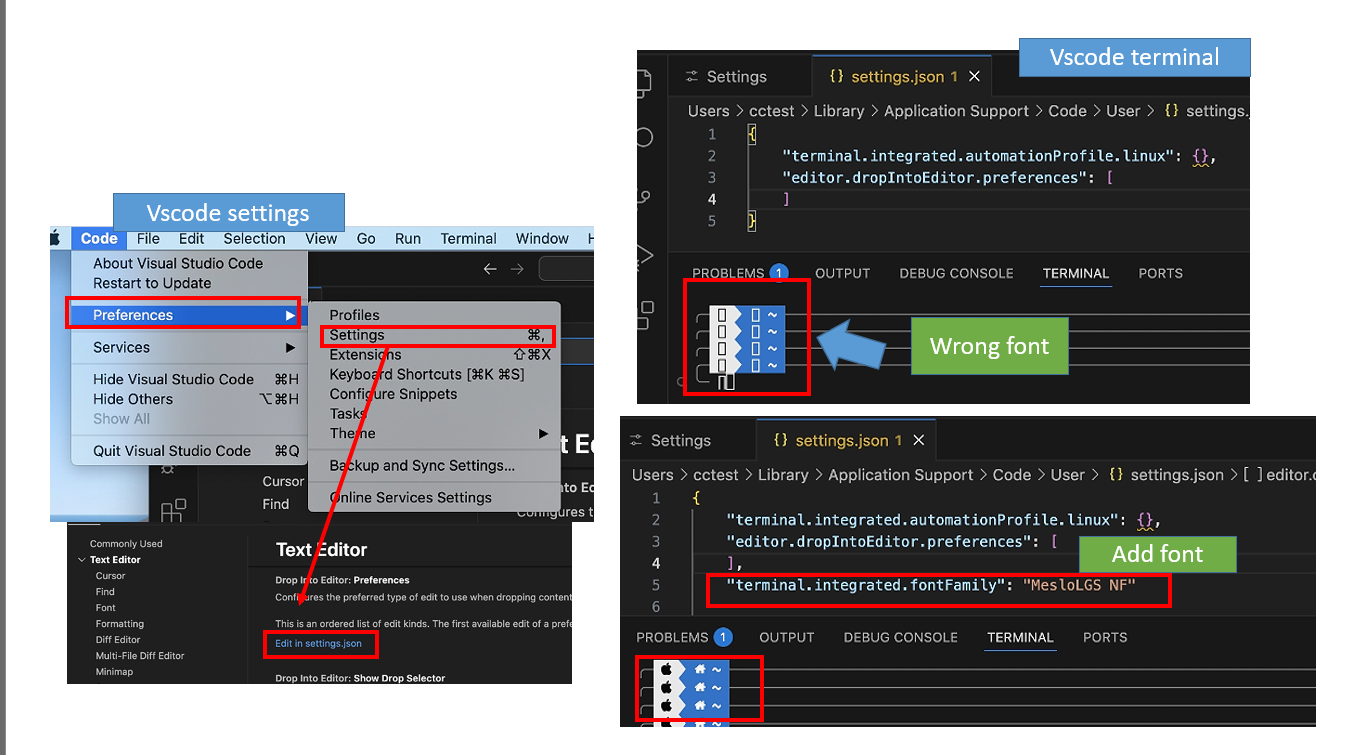 Vscode settings
Code File Edit Selection View Go Run Terminal Window
About Visual Studio Code
Restart to Update
Preferences
Services
Hide Visual Studio Code ⌘H
Hide Others ⌥⌘H
Show All
Quit Visual Studio Code ⌘Q
Profiles
Settings ⌘,
Extensions ⇧⌘X
Keyboard Shortcuts [⌘K ⌘S]
Configure Snippets
Tasks
Theme
Backup and Sync Settings...
Online Services Settings
Cursor
Find
t E
nto Ed
Configures t
Commonly Used
Text Editor
Cursor
Find
Font
Formatting
Diff Editor
Multi-File Diff Editor
Minimap
Text Editor
Drop Into Editor: Preferences
Configures the preferred type of edit to use when dropping content
This is an ordered list of edit kinds. The first available edit of a prefe
Edit in settings.json
Drop Into Editor: Show Drop Selector
Vscode terminal
Settings {} settings.json 1 ×
Users > cctest > Library > Application Support > Code > User > {} settings.
1 {
2 "terminal.integrated.automationProfile.linux": {},
3 "editor.dropIntoEditor.preferences": [
4 ]
5 }
PROBLEMS 1 OUTPUT DEBUG CONSOLE TERMINAL PORTS
~
~
~
~
Wrong font
Settings {} settings.json 1 ×
Users > cctest > Library > Application Support > Code > User > {} settings.json > [ ] editor.
1 {
2 "terminal.integrated.automationProfile.linux": {},
3 "editor.dropIntoEditor.preferences": [
4 ],
5 "terminal.integrated.fontFamily": "MesloLGS NF"
6
Add font
PROBLEMS 1 OUTPUT DEBUG CONSOLE TERMINAL PORTS
~
~
~
~